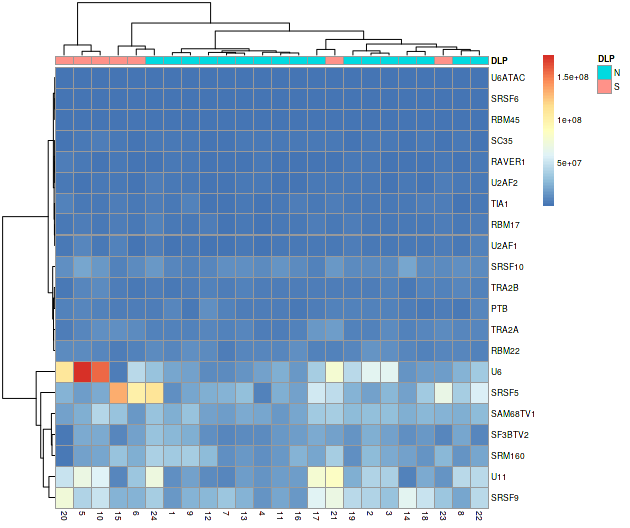 DLP
DLP
N
S
1.5e+08
1e+08
5e+07
U6ATAC
SRSF6
RBM45
SC35
RAVER1
U2AF2
TIA1
RBM17
U2AF1
SRSF10
TRA2B
PTB
TRA2A
RBM22
U6
SRSF5
SAM68TV1
SF3BTV2
SRM160
U11
SRSF9
20 5 10 15 6 24 1 9 12 7 13 4 11 16 17 21 19 2 3 14 18 23 8 22